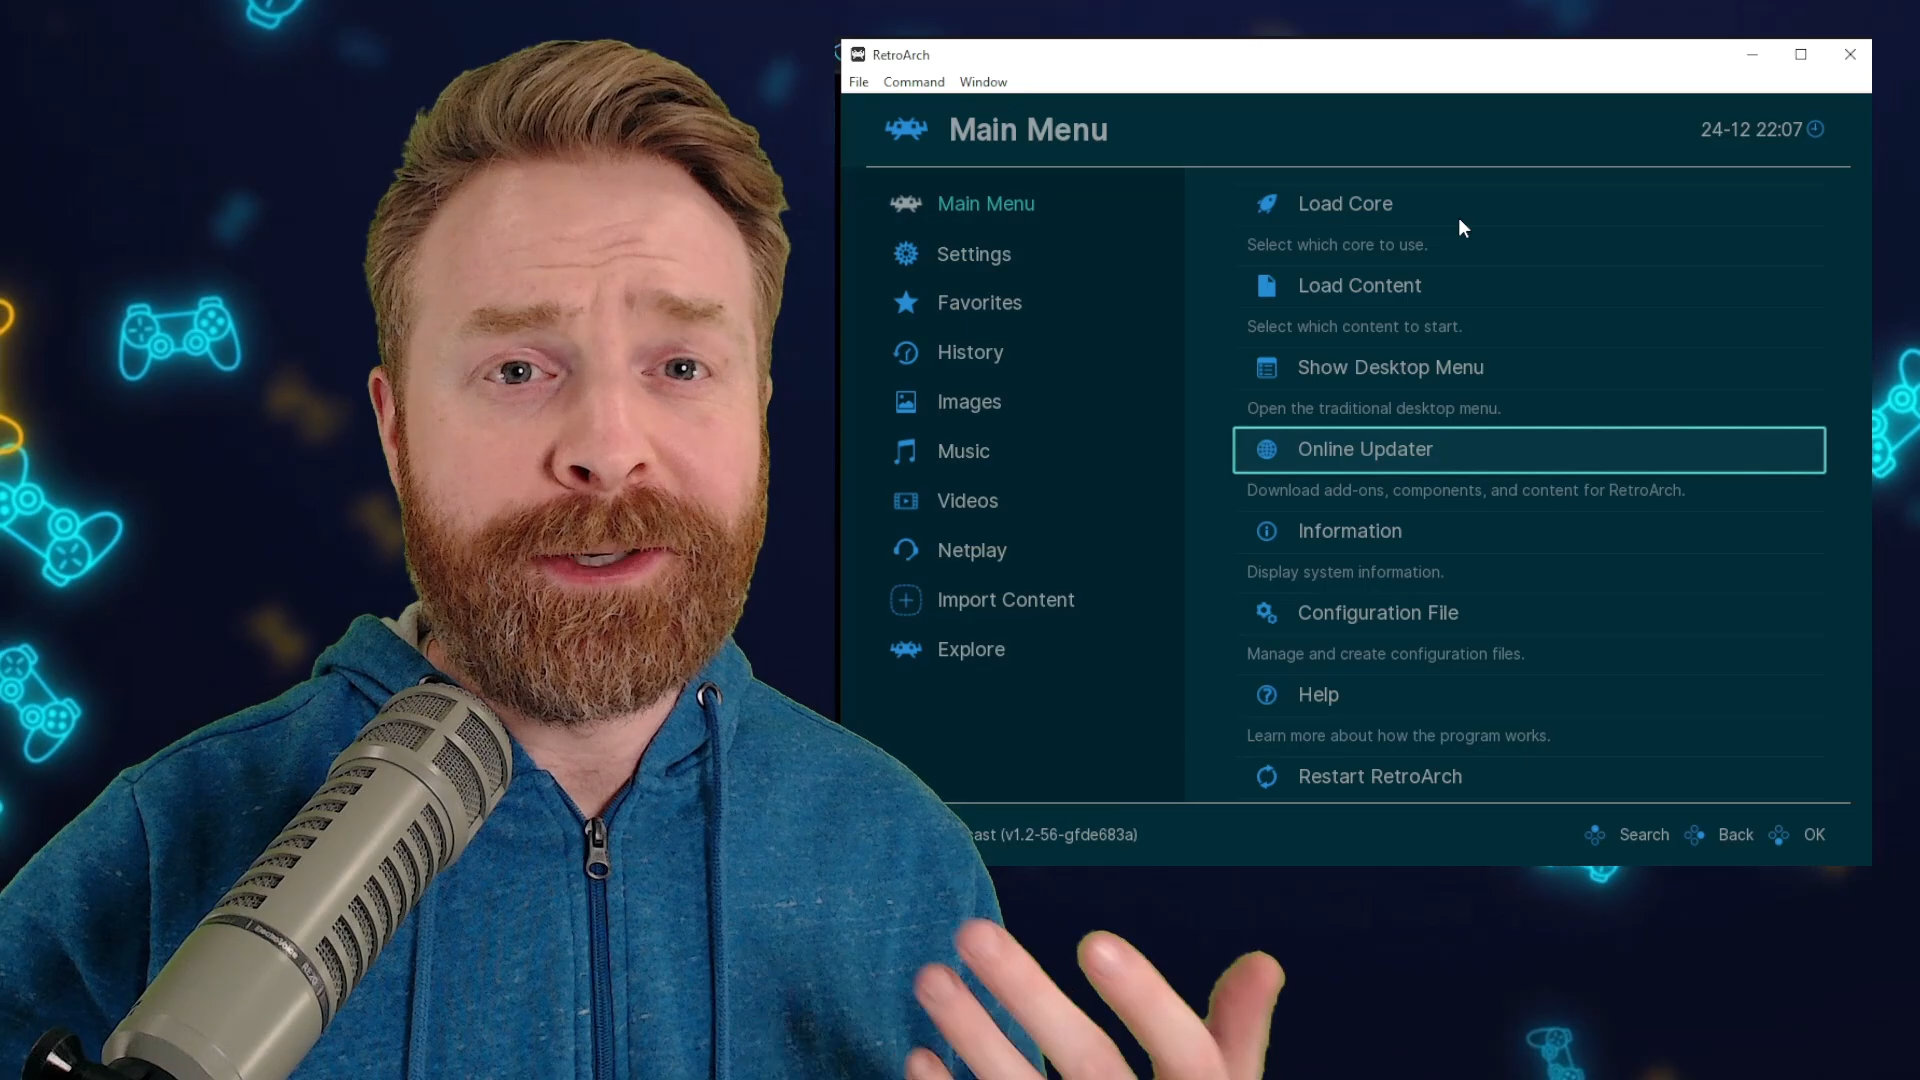 RetroArch
File Command Window
Main Menu
24-12 22:07
Main Menu
Settings
Favorites
History
Images
Music
Videos
Netplay
Import Content
Explore
Load Core
Select which core to use.
Load Content
Select which content to start.
Show Desktop Menu
Open the traditional desktop menu.
Online Updater
Download add-ons, components, and content for RetroArch.
Information
Display system information.
Configuration File
Manage and create configuration files.
Help
Learn more about how the program works.
Restart RetroArch
cast (v1.2-56-gfde683a)
Search Back OK
ElectroVoice RE20